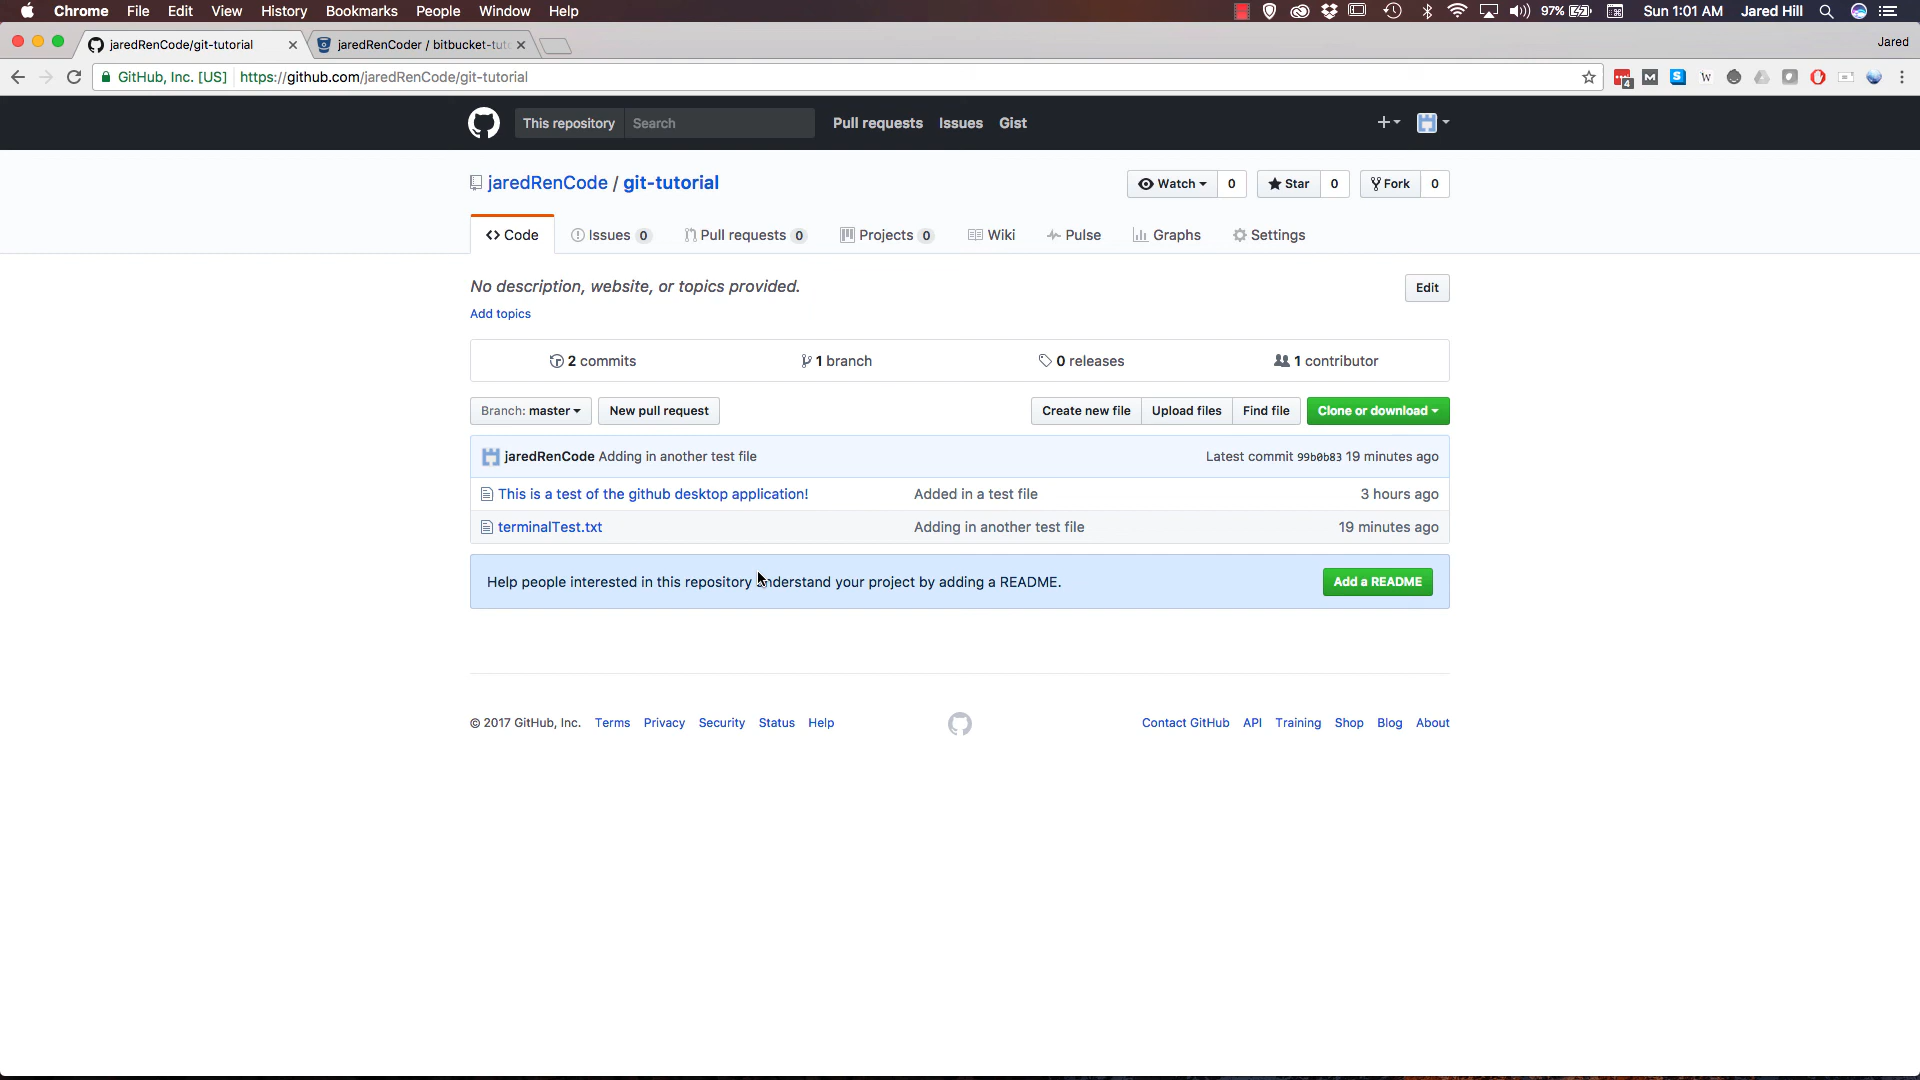 Chrome File Edit View History Bookmarks People Window Help 97% Sun 1:01 AM Jared Hill
jaredRenCode/git-tutorial jaredRenCoder / bitbucket-tut Jared
GitHub, Inc. [US] https://github.com/jaredRenCode/git-tutorial
This repository Search Pull requests Issues Gist
jaredRenCode / git-tutorial Watch 0 Star 0 Fork 0
Code Issues 0 Pull requests 0 Projects 0 Wiki Pulse Graphs Settings
No description, website, or topics provided. Edit
Add topics
2 commits 1 branch 0 releases 1 contributor
Branch: master New pull request Create new file Upload files Find file Clone or download
jaredRenCode Adding in another test file Latest commit 99b0b83 19 minutes ago
This is a test of the github desktop application! Added in a test file 3 hours ago
terminalTest.txt Adding in another test file 19 minutes ago
Help people interested in this repository understand your project by adding a README. Add a README
© 2017 GitHub, Inc. Terms Privacy Security Status Help Contact GitHub API Training Shop Blog About